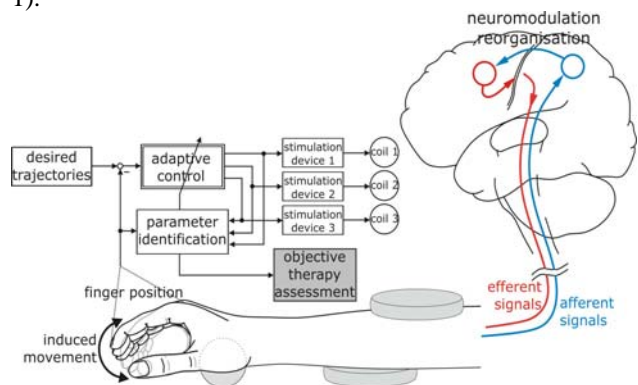 1).
neuromodulation
reorganisation
desired
trajectories
adaptive
control
stimulation
device 1
coil 1
stimulation
device 2
coil 2
parameter
identification
stimulation
device 3
coil 3
objective
therapy
assessment
finger position
induced
movement
efferent
signals
afferent
signals